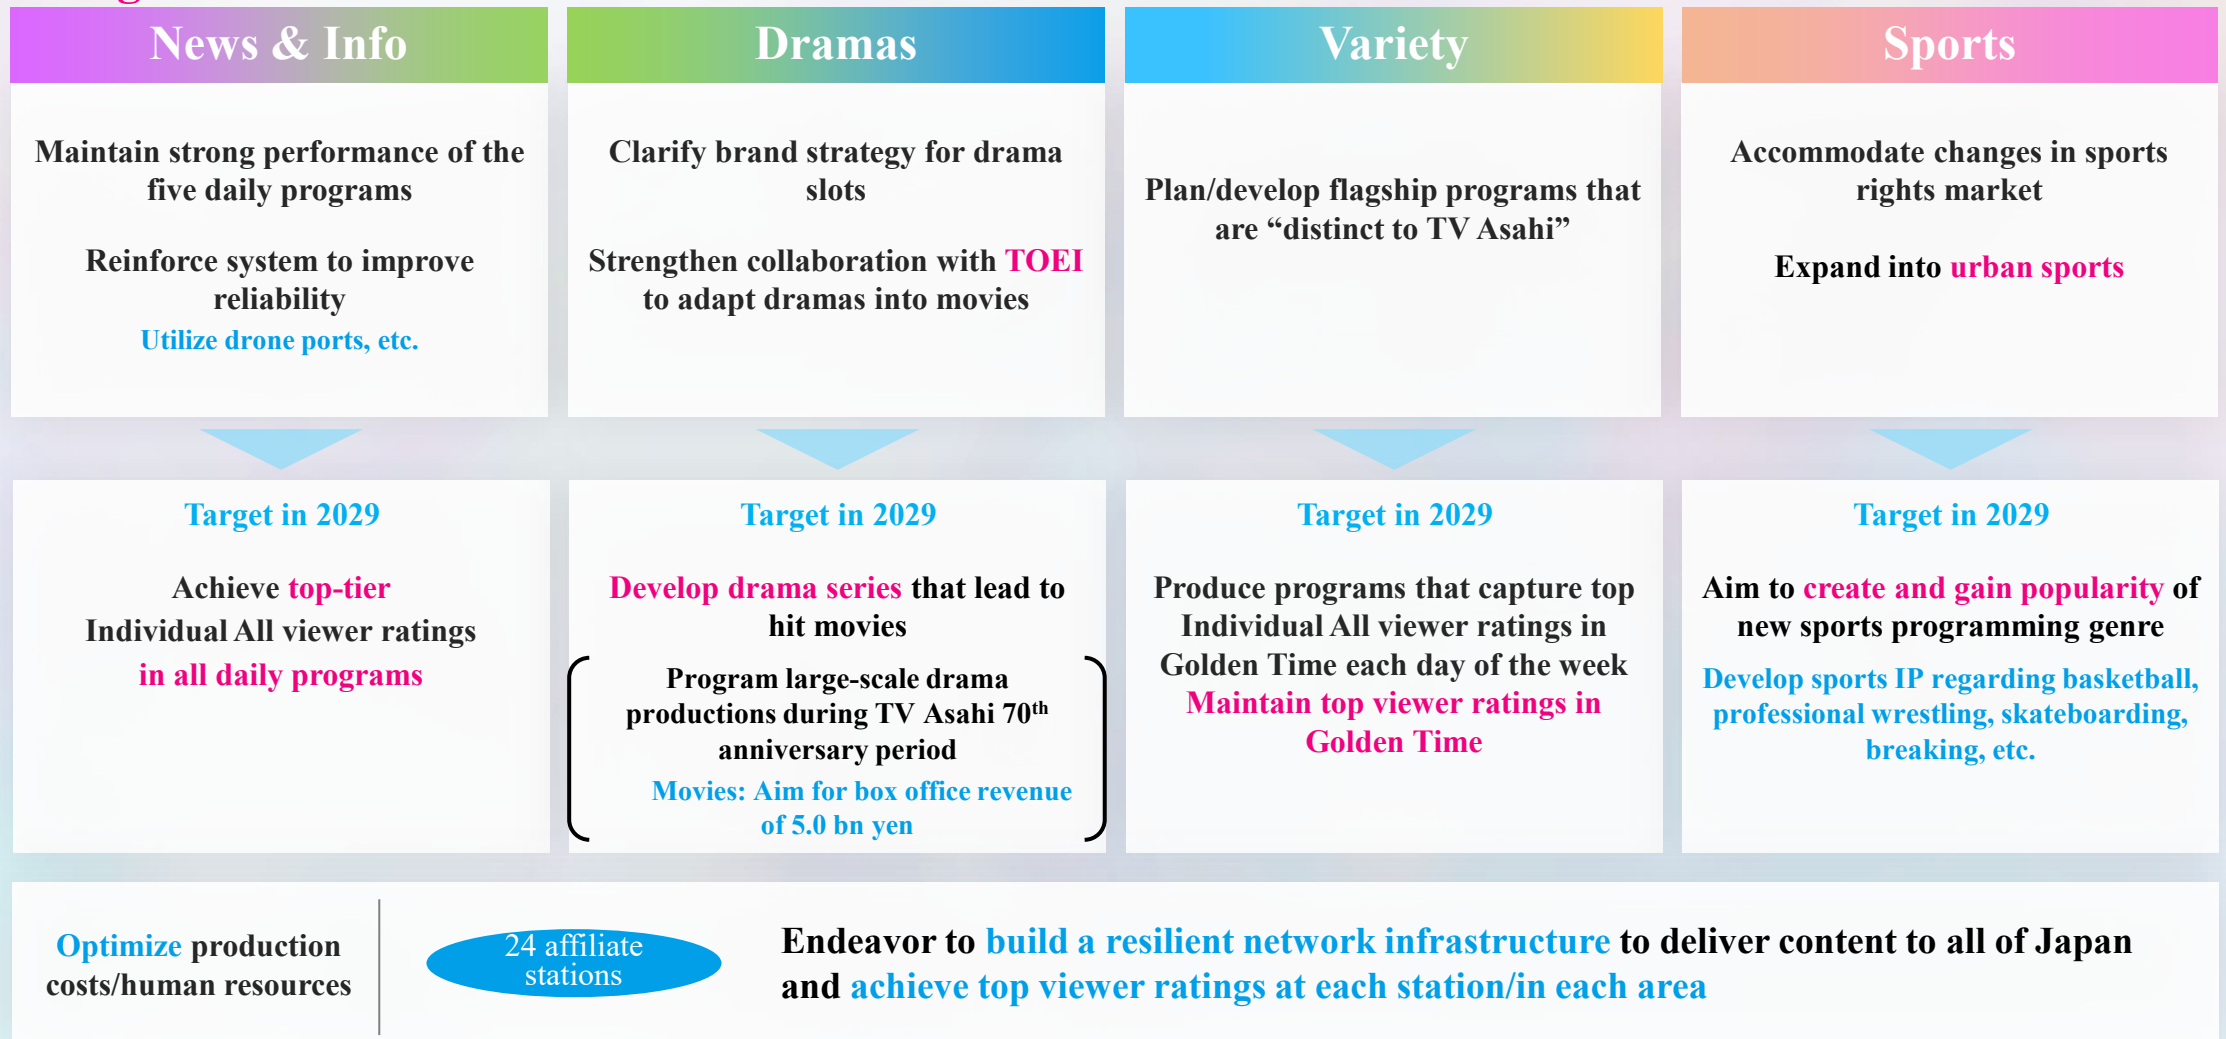 News & Info
Maintain strong performance of the
five daily programs
Reinforce system to improve
reliability
Utilize drone ports, etc.
Target in 2029
Achieve top-tier
Individual All viewer ratings
in all daily programs
Dramas
Clarify brand strategy for drama
slots
Strengthen collaboration with TOEI
to adapt dramas into movies
Target in 2029
Develop drama series that lead to
hit movies
Program large-scale drama
productions during TV Asahi 70th
anniversary period
Movies: Aim for box office revenue
of 5.0 bn yen
Variety
Plan/develop flagship programs that
are “distinct to TV Asahi”
Target in 2029
Produce programs that capture top
Individual All viewer ratings in
Golden Time each day of the week
Maintain top viewer ratings in
Golden Time
Sports
Accommodate changes in sports
rights market
Expand into urban sports
Target in 2029
Aim to create and gain popularity of
new sports programming genre
Develop sports IP regarding basketball,
professional wrestling, skateboarding,
breaking, etc.
Optimize production
costs/human resources
24 affiliate
stations
Endeavor to build a resilient network infrastructure to deliver content to all of Japan
and achieve top viewer ratings at each station/in each area